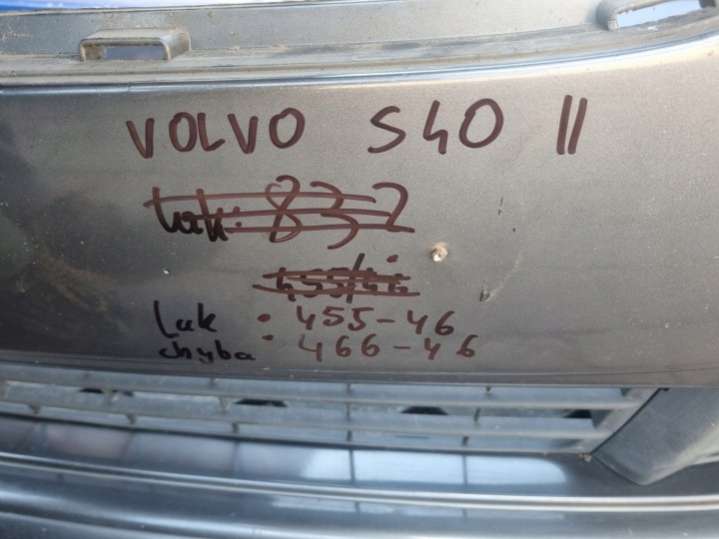 VOLVO S40 II
Lak: 832
455/46
Lak : 455-46
chyba : 466-46